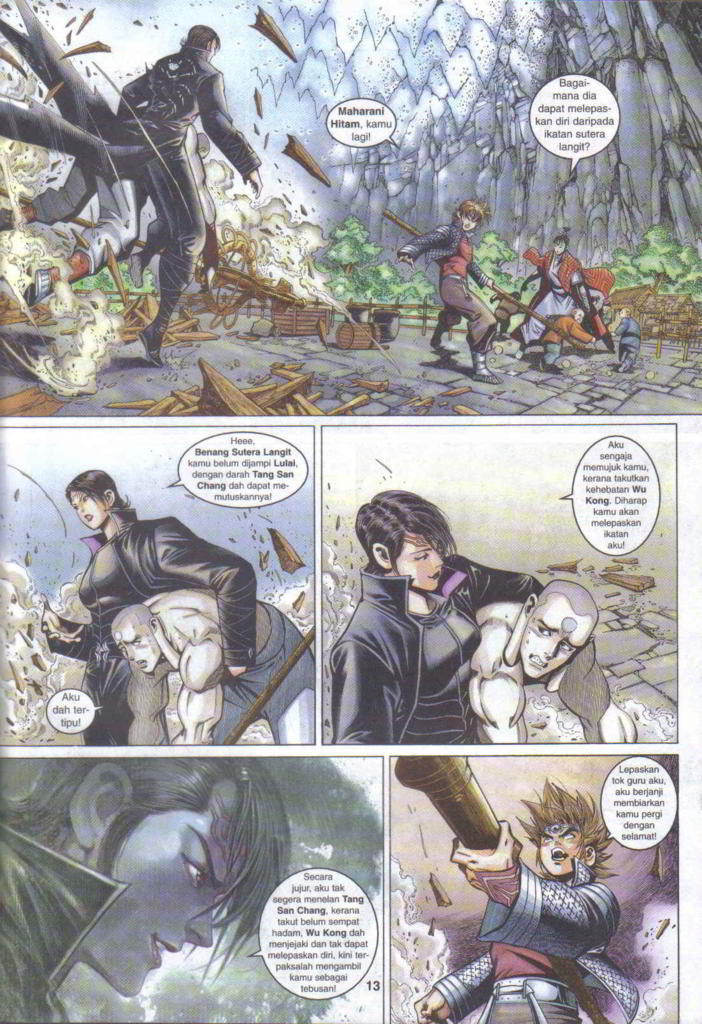 Maharani
Hitam, kamu
lagi!
Bagai-
mana dia
dapat melepas-
kan diri daripada
ikatan sutera
langit?
Heee,
Benang Sutera Langit
kamu belum dijampi Lulai,
dengan darah Tang San
Chang dah dapat me-
mutuskannya!
Aku
dah ter-
tipu!
Aku
sengaja
memujuk kamu,
kerana takutkan
kehebatan Wu
Kong. Diharap
kamu akan
melepaskan
ikatan
aku!
Secara
jujur, aku tak
segera menelan Tang
San Chang, kerana
takut belum sempat
hadam, Wu Kong dah
menjejaki dan tak dapat
melepaskan diri, kini ter-
paksalah mengambil
kamu sebagai
tebusan!
Lepaskan
tok guru aku,
aku berjanji
membiarkan
kamu pergi
dengan
selamat!
13